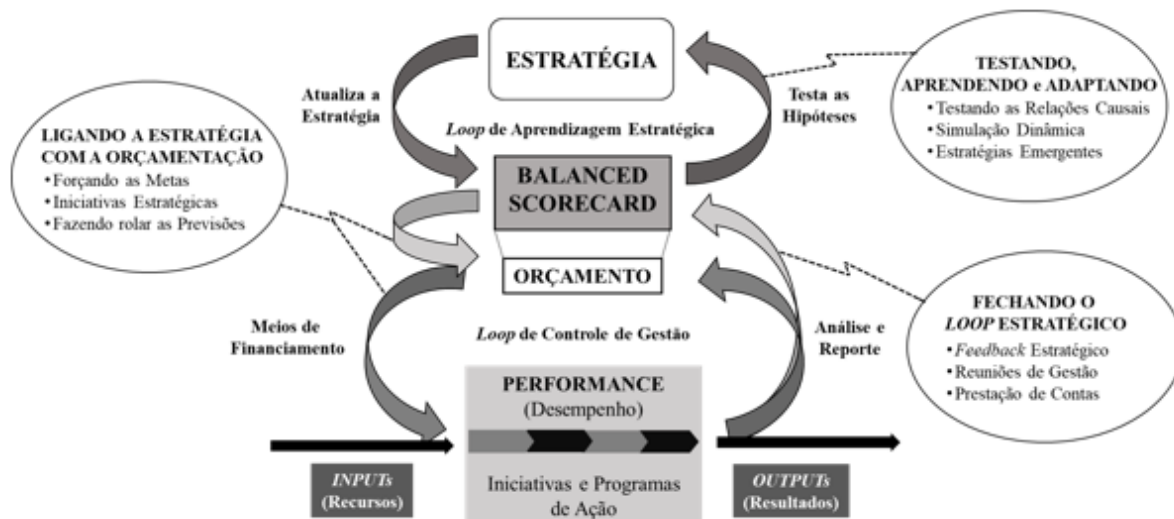 ESTRATÉGIA
Atualiza a
Estratégia
Testa as
Hipóteses
Loop de Aprendizagem Estratégica
TESTANDO,
APRENDENDO e ADAPTANDO
•Testando as Relações Causais
•Simulação Dinâmica
•Estratégias Emergentes
LIGANDO A ESTRATÉGIA
COM A ORÇAMENTAÇÃO
•Forçando as Metas
•Iniciativas Estratégicas
•Fazendo rolar as Previsões
BALANCED
SCORECARD
ORÇAMENTO
Meios de
Financiamento
Loop de Controle de Gestão
Análise e
Reporte
FECHANDO O
LOOP ESTRATÉGICO
•Feedback Estratégico
•Reuniões de Gestão
•Prestação de Contas
PERFORMANCE
(Desempenho)
Iniciativas e Programas
de Ação
INPUTs
(Recursos)
OUTPUTs
(Resultados)